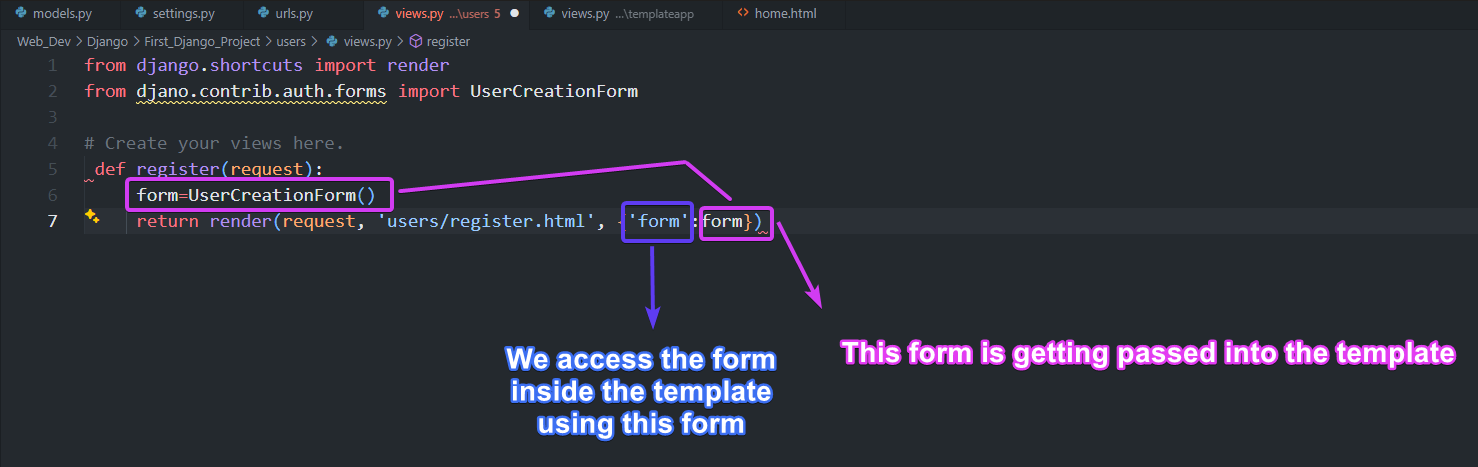 models.py settings.py urls.py views.py ...\users 5 views.py ...\templateapp home.html
Web_Dev > Django > First_Django_Project > users > views.py > register
1 from django.shortcuts import render
2 from djano.contrib.auth.forms import UserCreationForm
3
4 # Create your views here.
5 def register(request):
6 form=UserCreationForm()
7 return render(request, 'users/register.html', {'form':form})
We access the form
inside the template
using this form
This form is getting passed into the template